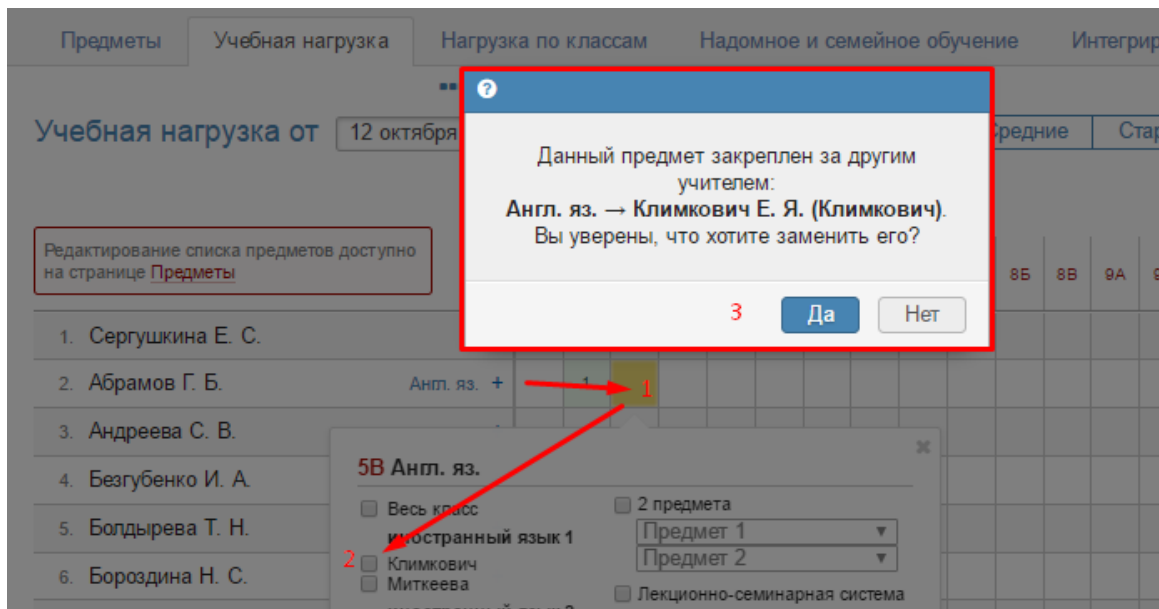 Предметы Учебная нагрузка Нагрузка по классам Надомное и семейное обучение Интегрир
Учебная нагрузка от 12 октября Средние Стар
?
Данный предмет закреплен за другим
учителем:
Англ. яз. → Климкович Е. Я. (Климкович).
Вы уверены, что хотите заменить его?
3 Да Нет
Редактирование списка предметов доступно
на странице Предметы
8Б 8В 9А
1. Сергушкина Е. С.
2. Абрамов Г. Б. Англ. яз. + 1 1
3. Андреева С. В.
4. Безгубенко И. А.
5. Болдырева Т. Н.
6. Бороздина Н. С.
5В Англ. яз.
Весь класс
иностранный язык 1
2 Климкович
Миткеева
2 предмета
Предмет 1
Предмет 2
Лекционно-семинарная система